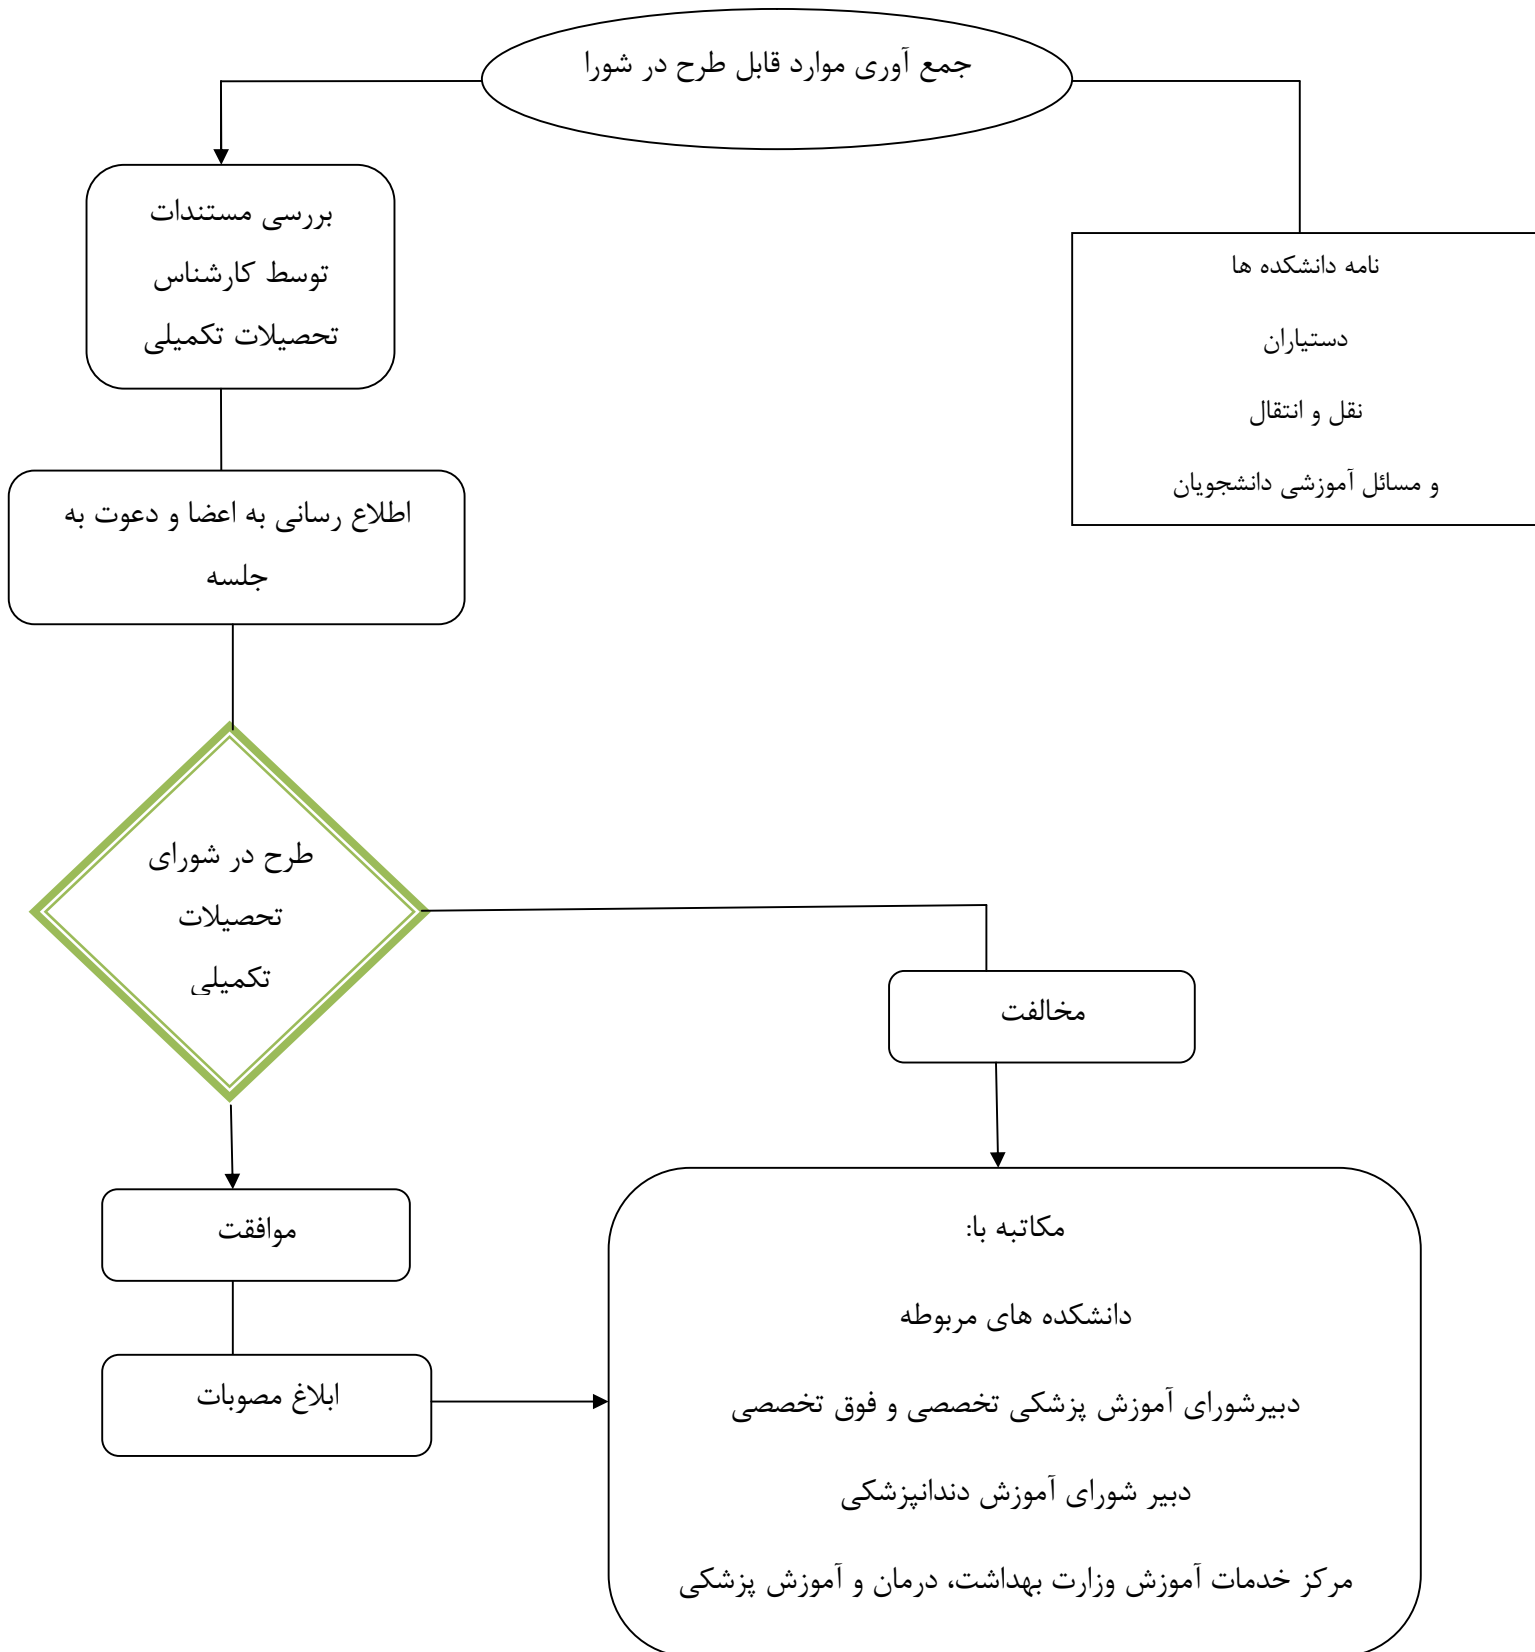 جمع آوری موارد قابل طرح در شورا
بررسی مستندات
توسط کارشناس
تحصیلات تکمیلی
نامه دانشکده ها
دستیاران
نقل و انتقال
و مسائل آموزشی دانشجویان
اطلاع رسانی به اعضا و دعوت به
جلسه
طرح در شورای
تحصیلات
تکمیلی
مخالفت
موافقت
ابلاغ مصوبات
مکاتبه با:
دانشکده های مربوطه
دبیرشورای آموزش پزشکی تخصصی و فوق تخصصی
دبیر شورای آموزش دندانپزشکی
مرکز خدمات آموزش وزارت بهداشت، درمان و آموزش پزشکی